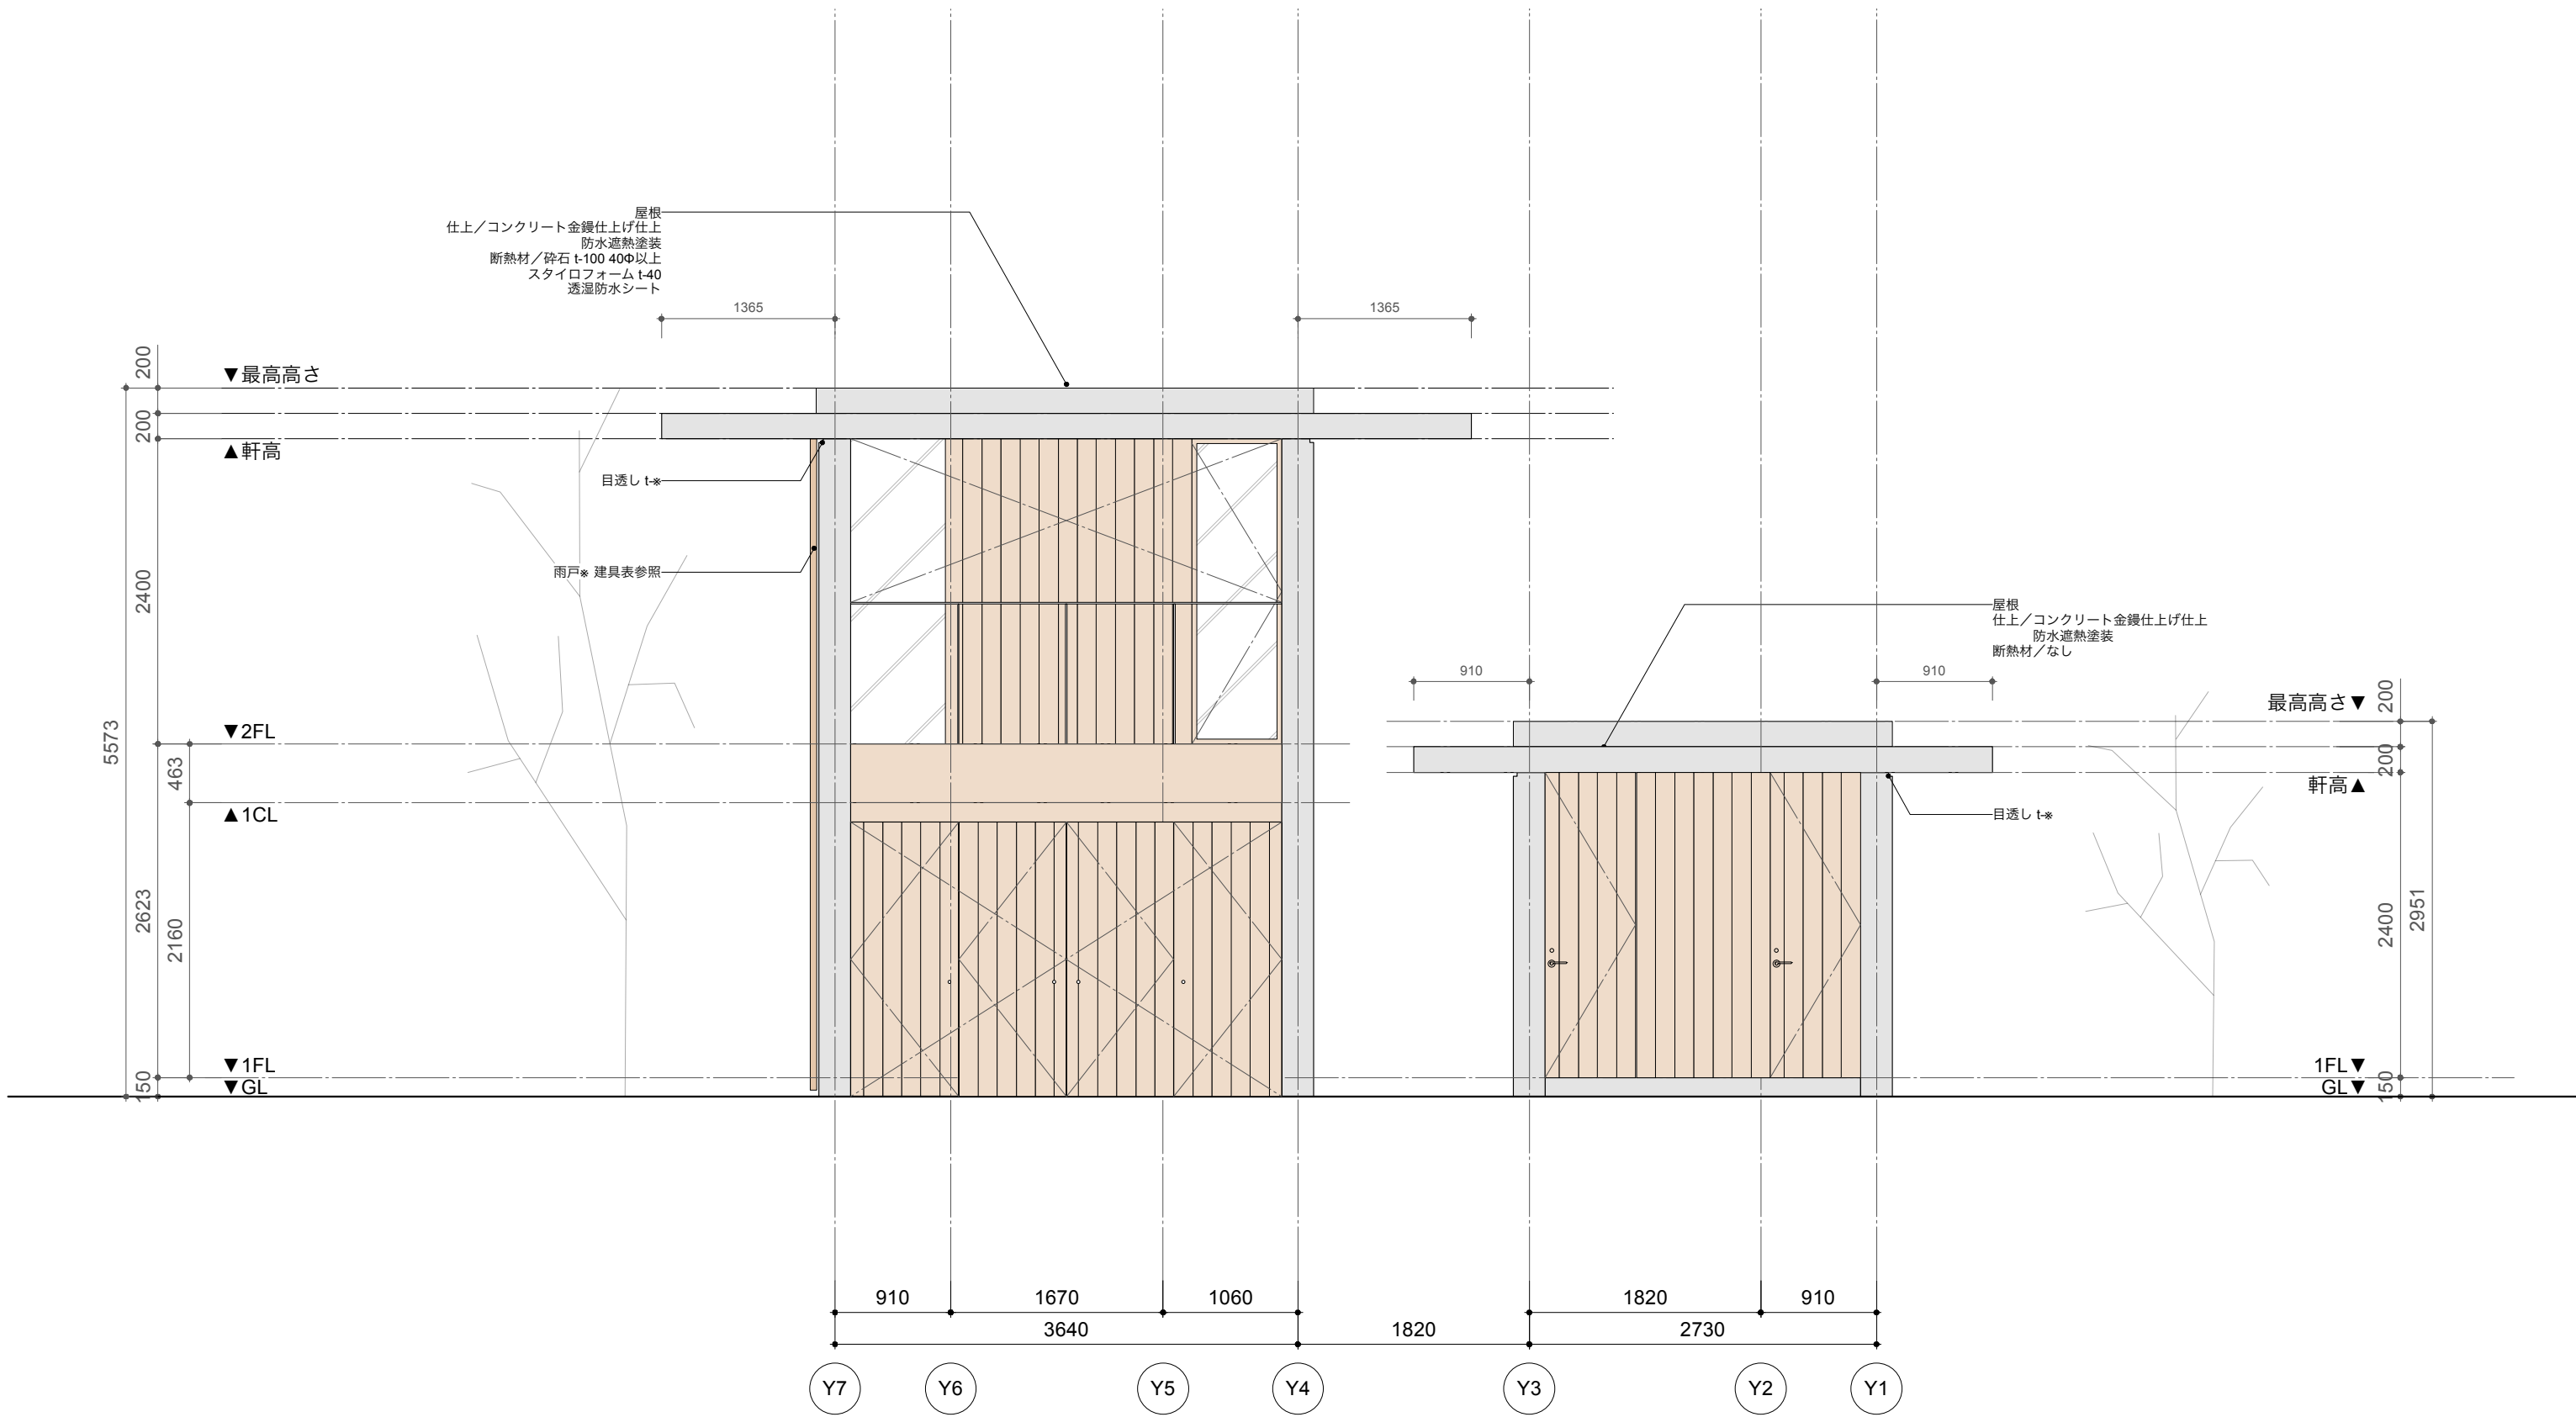 屋根
仕上／コンクリート金鏝仕上げ仕上
防水遮熱塗装
断熱材／砕石 t-100 40Φ以上
スタイロフォーム t-40
透湿防水シート
1365
1365
200
▼最高高さ
200
▲軒高
目透し t-※
雨戸※ 建具表参照
2400
屋根
仕上／コンクリート金鏝仕上げ仕上
防水遮熱塗装
断熱材／なし
910
910
最高高さ▼
200
200
軒高▲
目透し t-※
5573
▼2FL
463
▲1CL
2623
2160
2400
2951
▼1FL
150
▼GL
1FL▼
150
GL▼
910
1670
1060
1820
910
3640
1820
2730
Y7
Y6
Y5
Y4
Y3
Y2
Y1